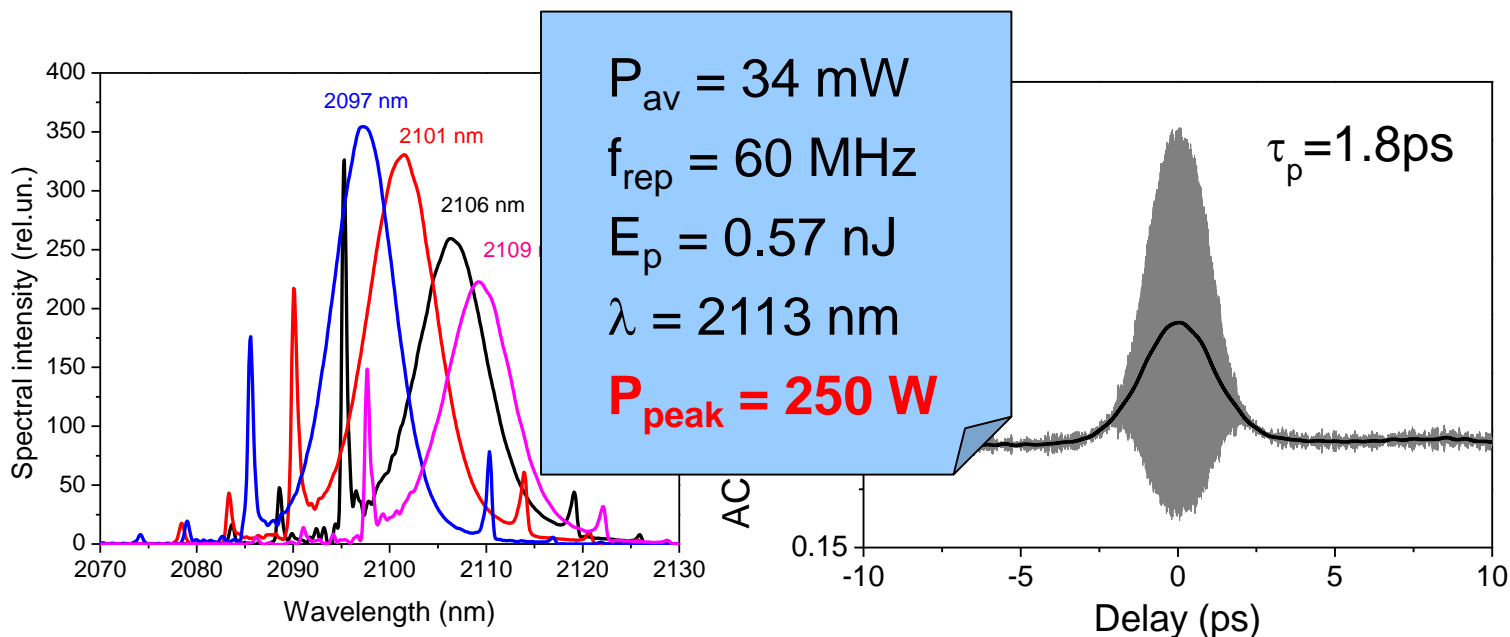 400
350
300
250
200
150
100
50
0
Spectral intensity (rel.un.)
2097 nm
2101 nm
2106 nm
2109
2070 2080 2090 2100 2110 2120 2130
Wavelength (nm)
P_av = 34 mW
f_rep = 60 MHz
E_p = 0.57 nJ
λ = 2113 nm
P_peak = 250 W
τ_p=1.8ps
AC
0.15
-10 -5 0 5 10
Delay (ps)